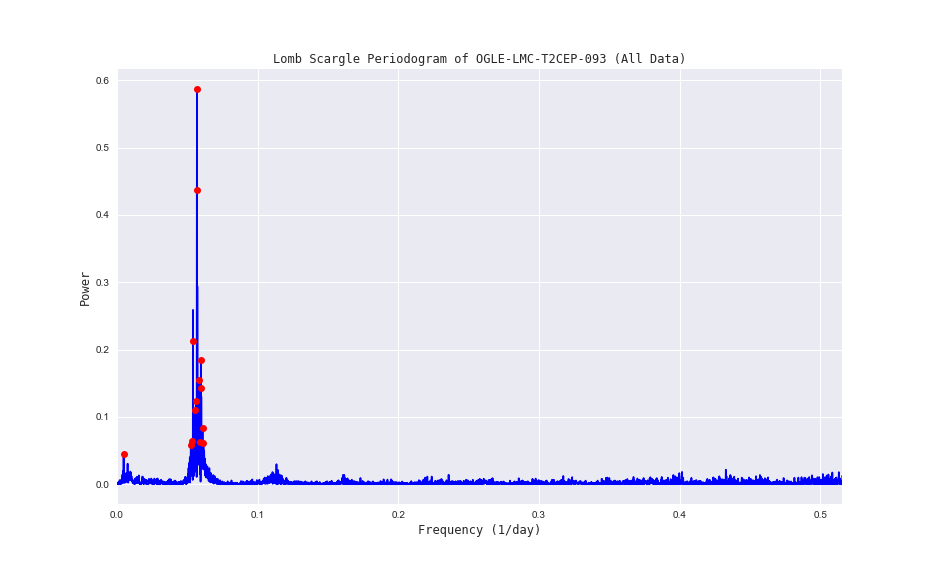 Lomb Scargle Periodogram of OGLE-LMC-T2CEP-093 (All Data)
0.6
0.5
0.4
0.3
0.2
0.1
0.0
Power
0.0 0.1 0.2 0.3 0.4 0.5
Frequency (1/day)